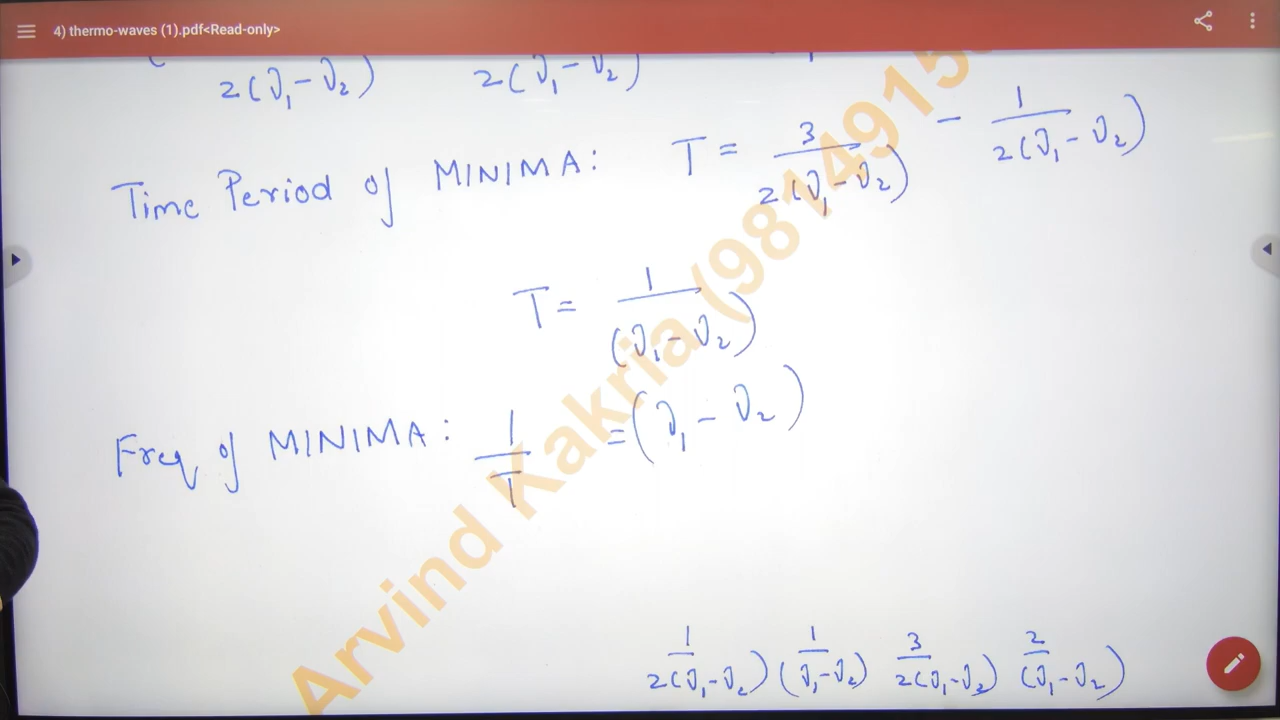 4) thermo-waves (1).pdf<Read-only>
2(ν₁ - ν₂) 2(ν₁ - ν₂)
Time Period of MINIMA: T = 3/2(ν₁ - ν₂) - 1/2(ν₁ - ν₂)
T = 1/(ν₁ - ν₂)
Freq of MINIMA: 1/T = (ν₁ - ν₂)
1/2(ν₁-ν₂) 1/(ν₁-ν₂) 3/2(ν₁-ν₂) 2/(ν₁-ν₂)
Arvind Kakria (9814915